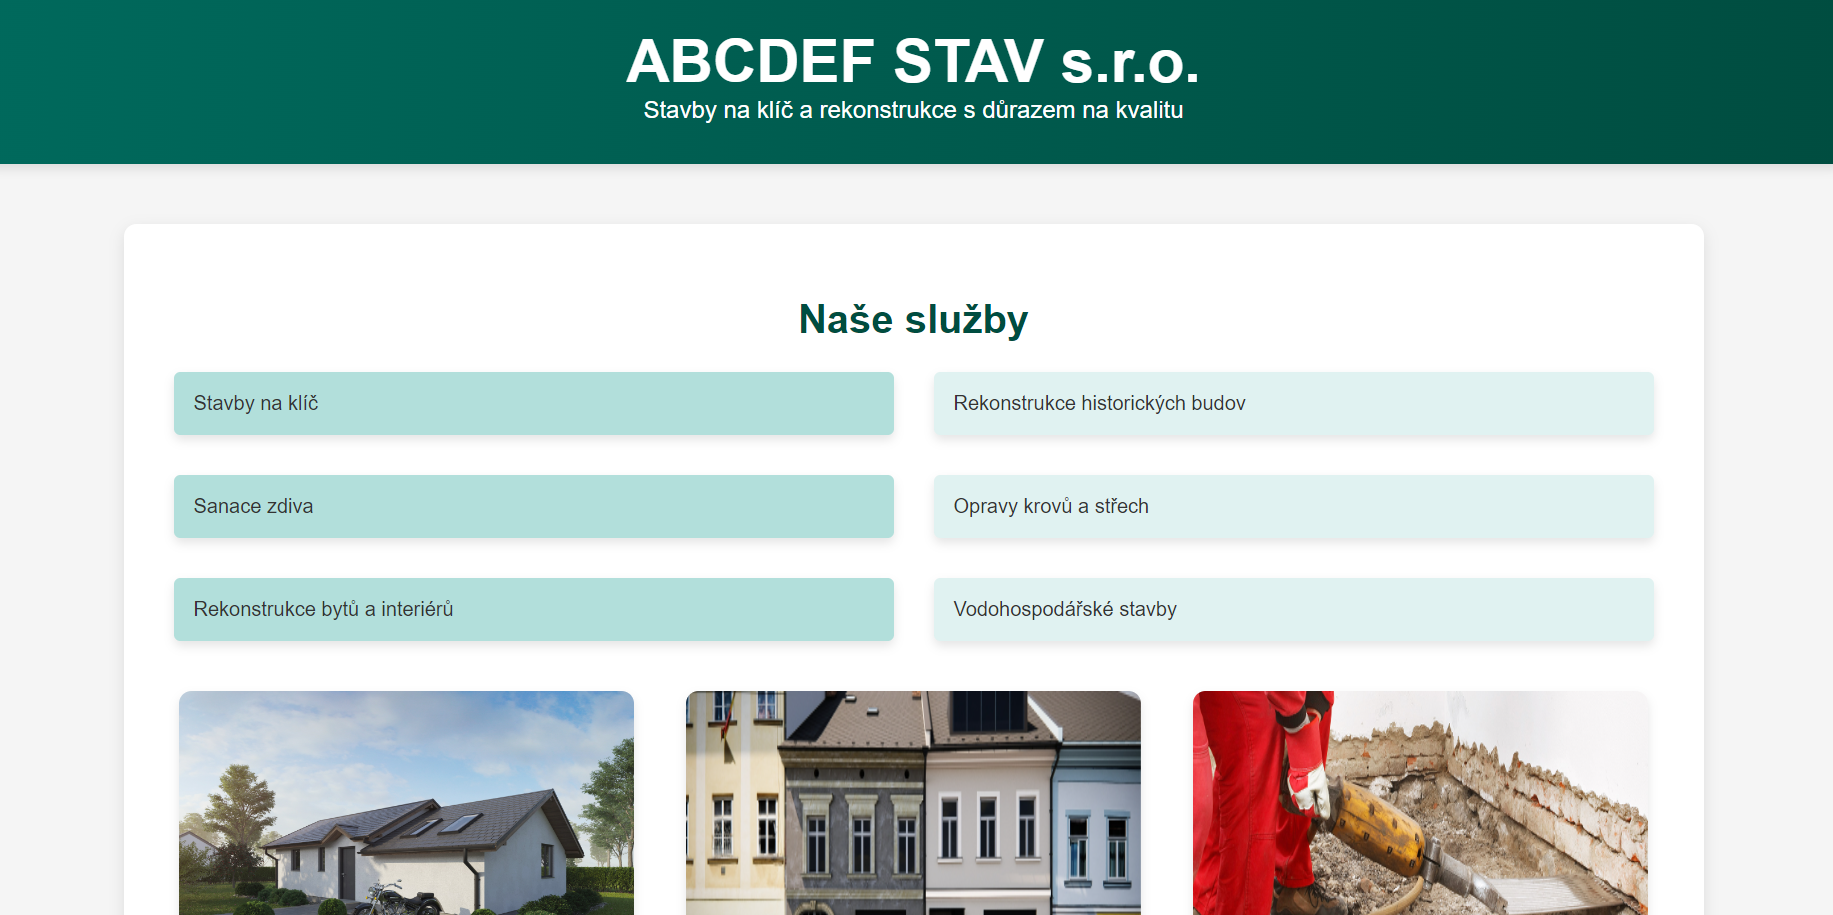 ABCDEF STAV s.r.o.
Stavby na klíč a rekonstrukce s důrazem na kvalitu
Naše služby
Stavby na klíč
Rekonstrukce historických budov
Sanace zdiva
Opravy krovů a střech
Rekonstrukce bytů a interiérů
Vodohospodářské stavby